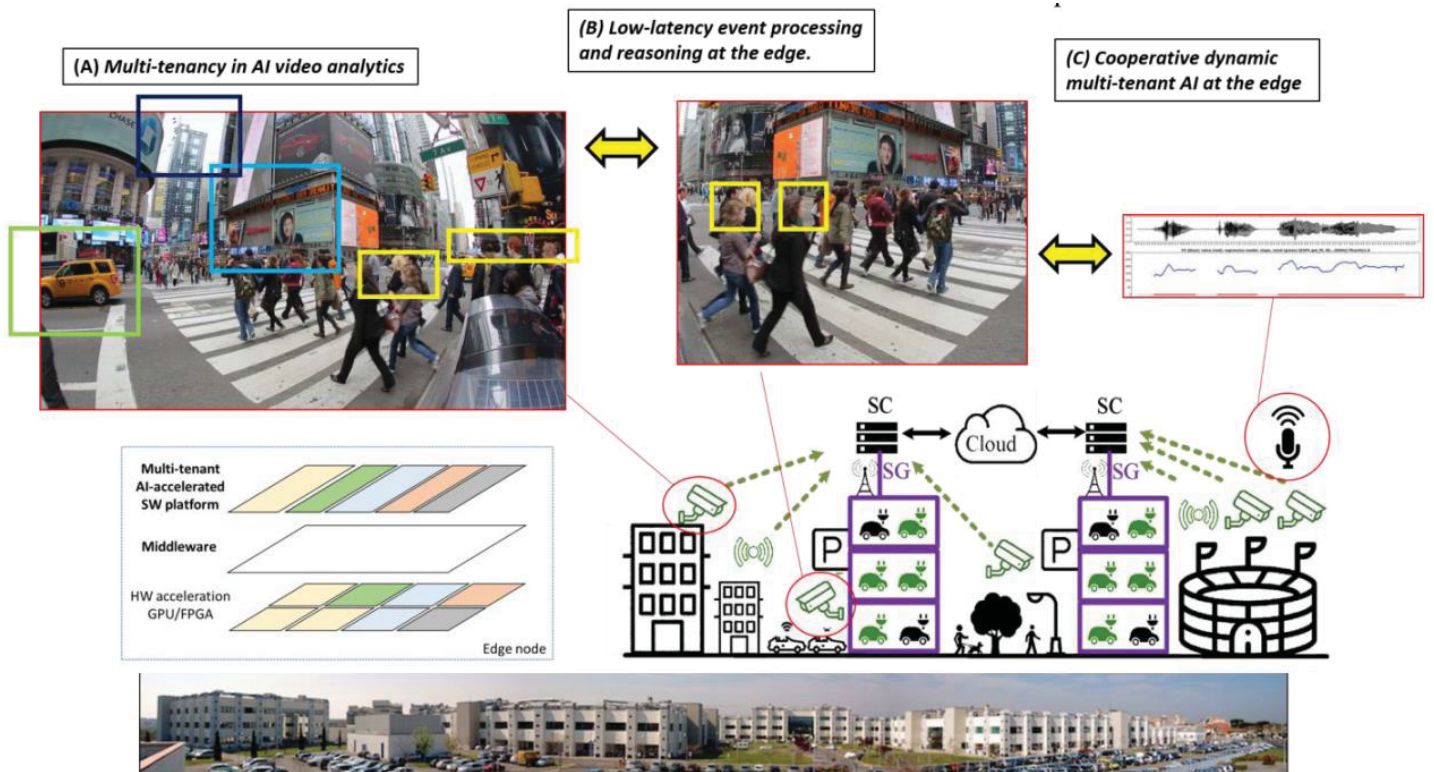 (A) Multi-tenancy in AI video analytics
(B) Low-latency event processing
and reasoning at the edge.
(C) Cooperative dynamic
multi-tenant AI at the edge
CHASE
7 AV
SC
SC
Cloud
SG
SG
P
P
Multi-tenant
AI-accelerated
SW platform
Middleware
HW acceleration
GPU/FPGA
Edge node